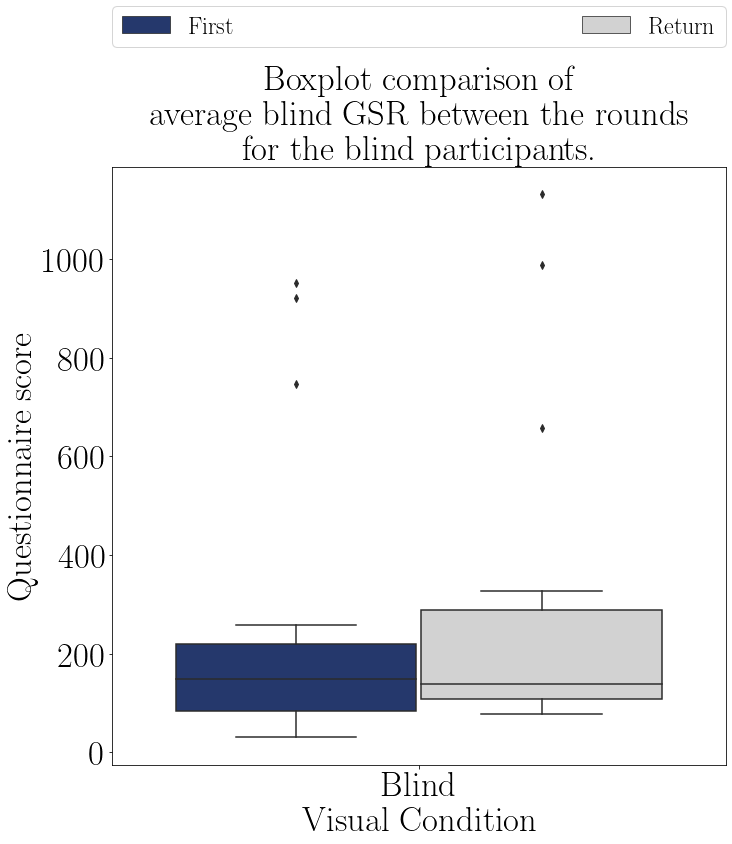 First
Return
Boxplot comparison of
average blind GSR between the rounds
for the blind participants.
1000
800
600
400
200
0
Questionnaire score
Blind
Visual Condition